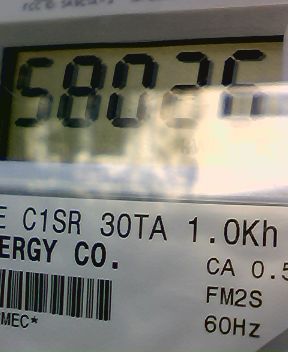 58026
E C1SR 30TA 1.0Kh
ERGY CO.
CA 0.5
FM2S
MEC*
60Hz